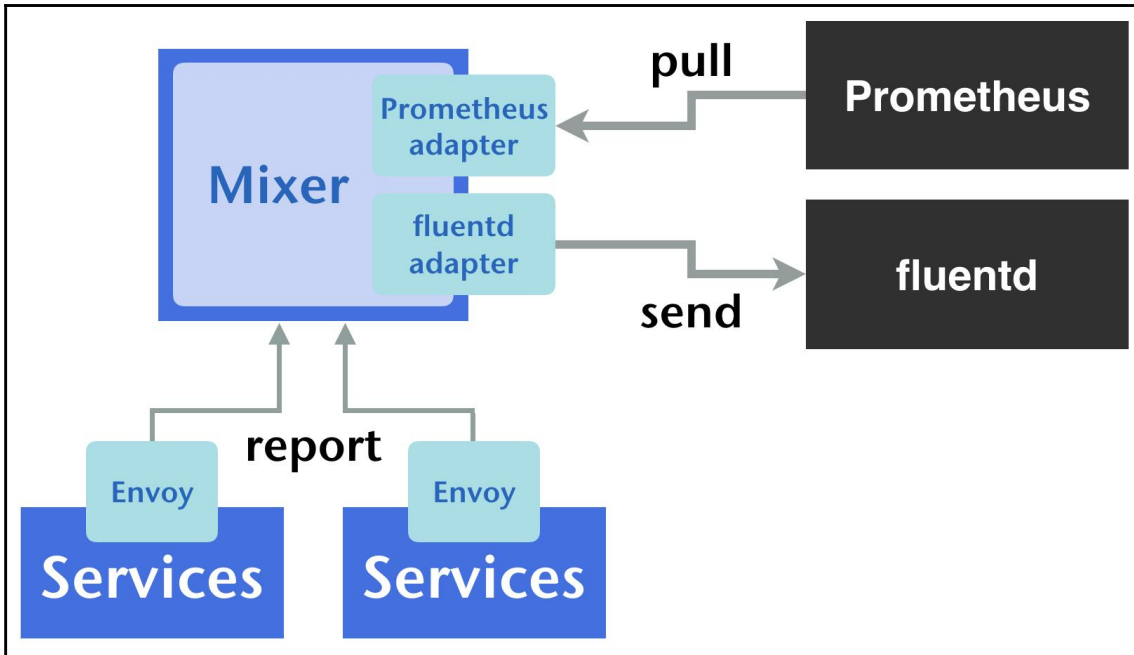 pull
Prometheus
Prometheus
adapter
Mixer
fluentd
adapter
fluentd
send
report
Envoy
Envoy
Services
Services